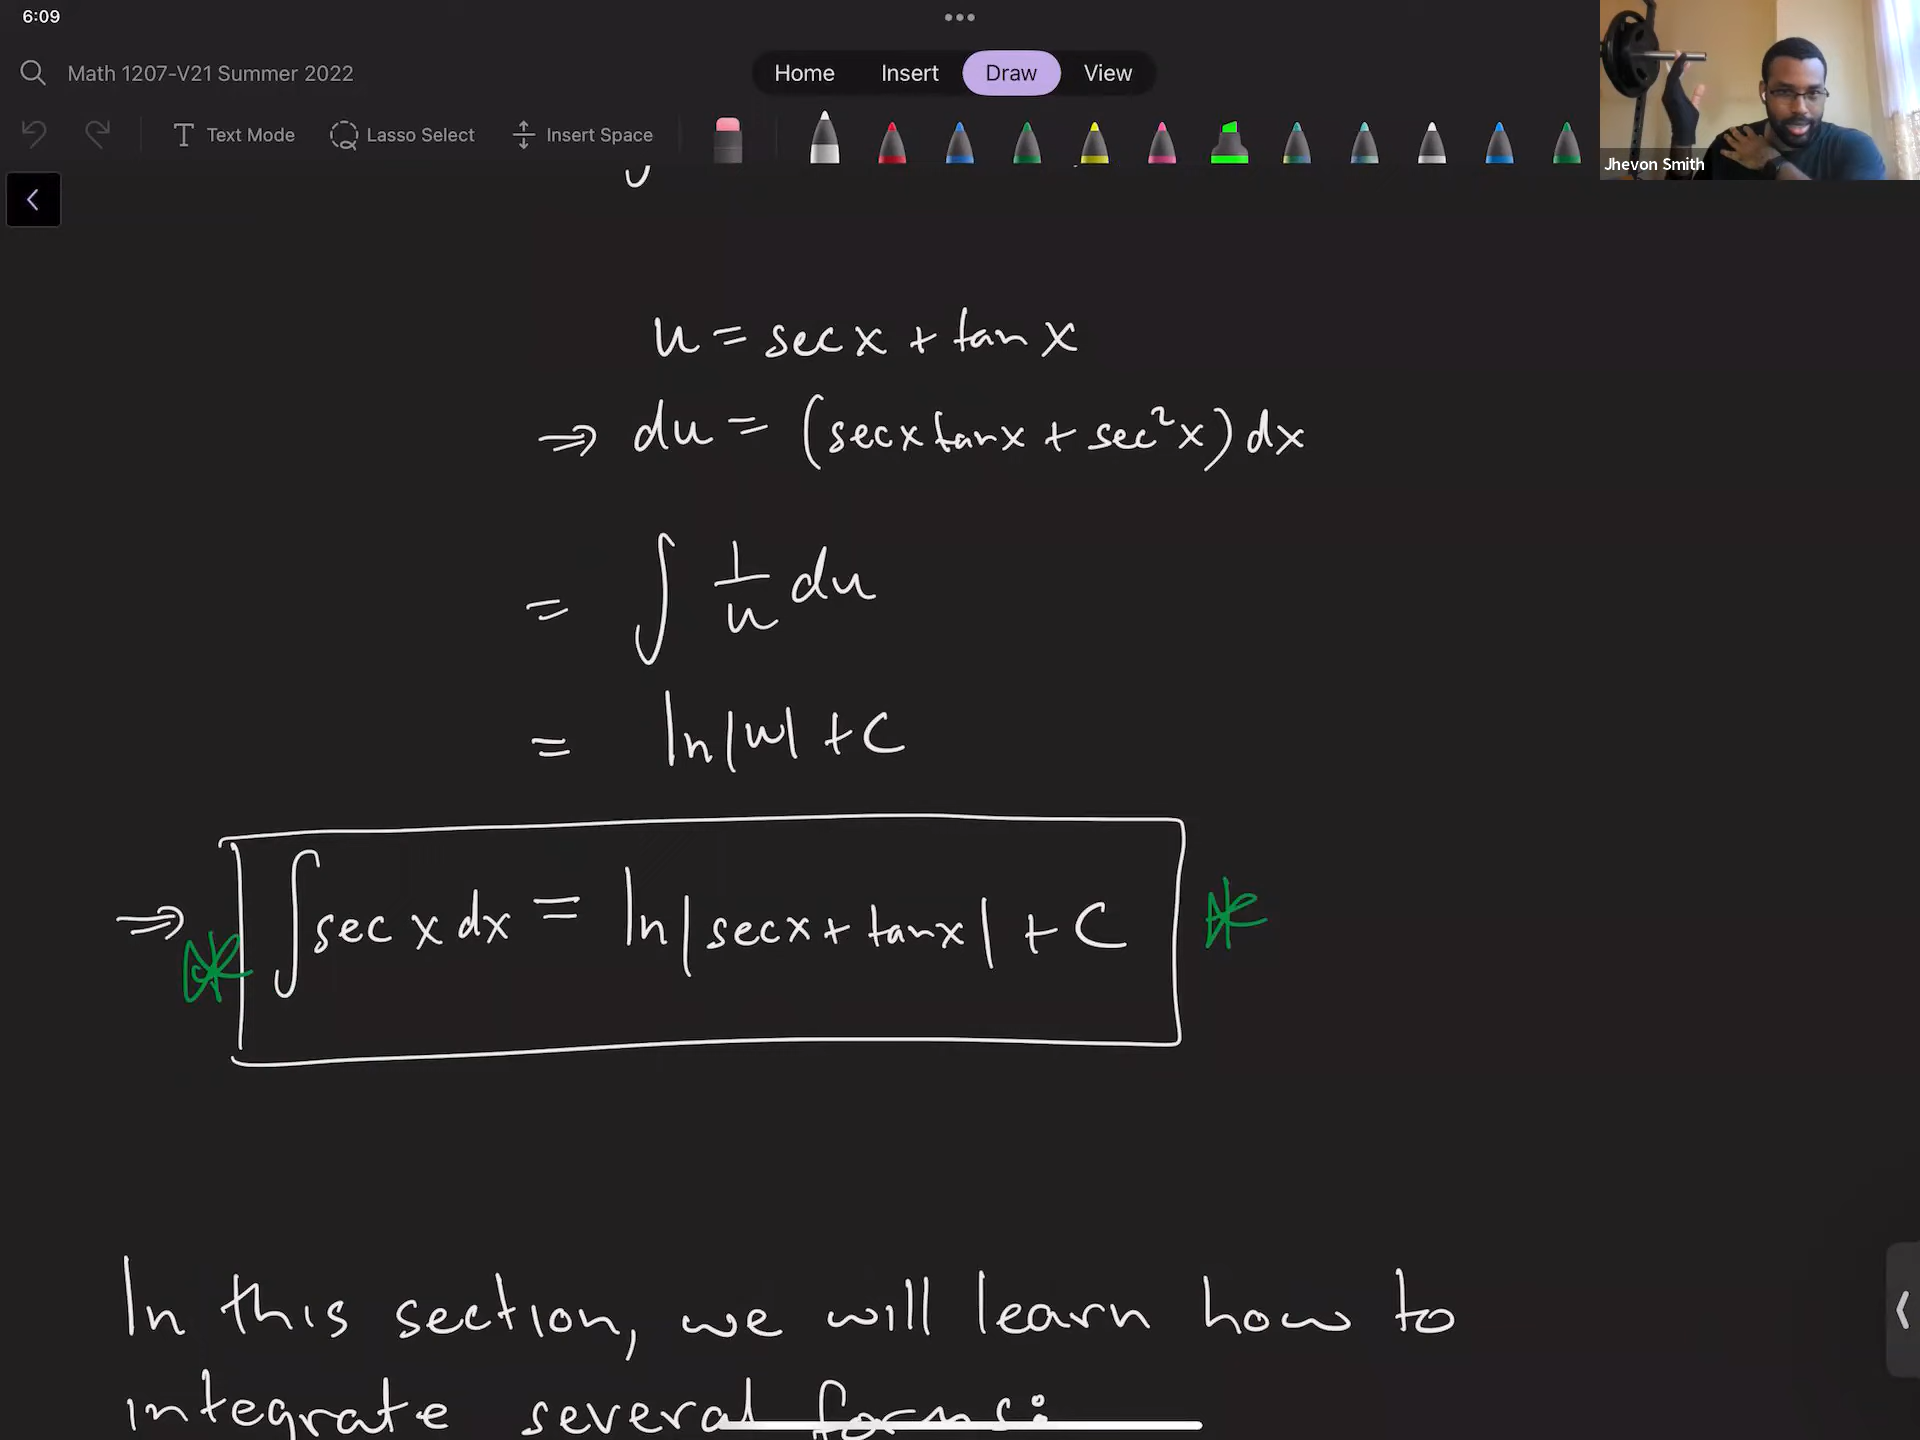 6:09
Math 1207-V21 Summer 2022
Home Insert Draw View
Text Mode Lasso Select Insert Space
Jhevon Smith
u = sec x + tan x
⇒ du = (sec x tan x + sec²x) dx
= ∫ 1/u du
= ln|u| + C
⇒ ∫ sec x dx = ln|sec x + tan x| + C
In this section, we will learn how to
integrate several forms: